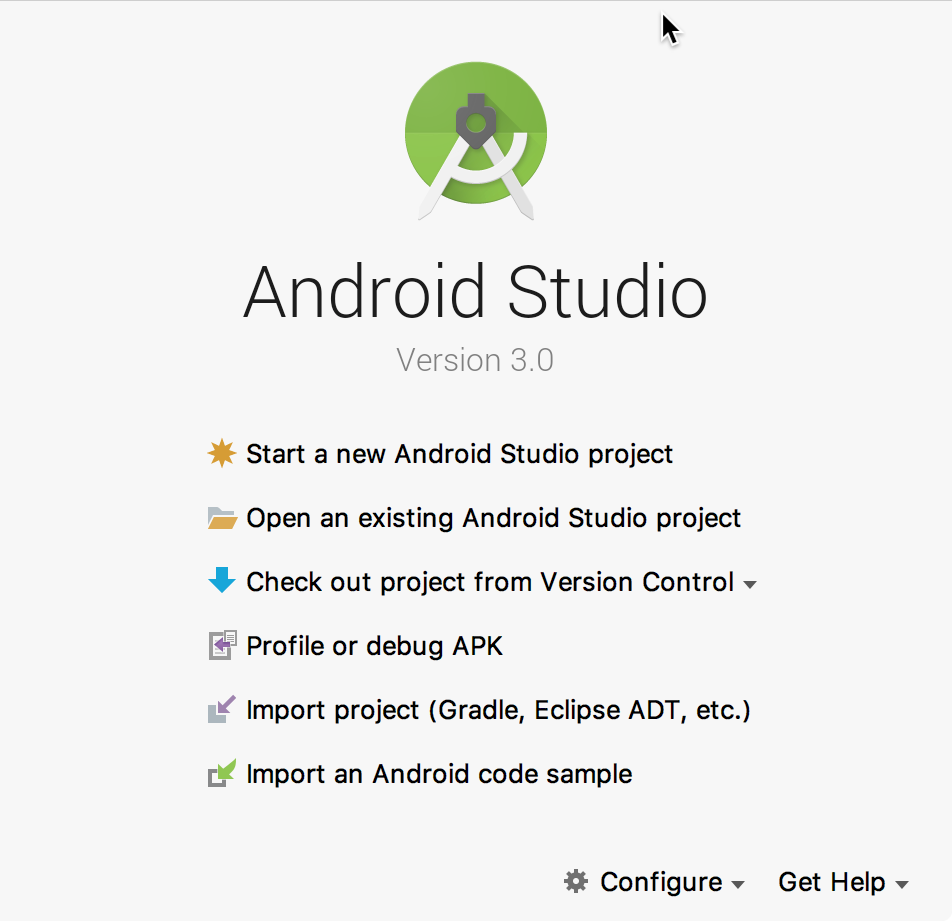 Android Studio
Version 3.0
Start a new Android Studio project
Open an existing Android Studio project
Check out project from Version Control
Profile or debug APK
Import project (Gradle, Eclipse ADT, etc.)
Import an Android code sample
Configure Get Help